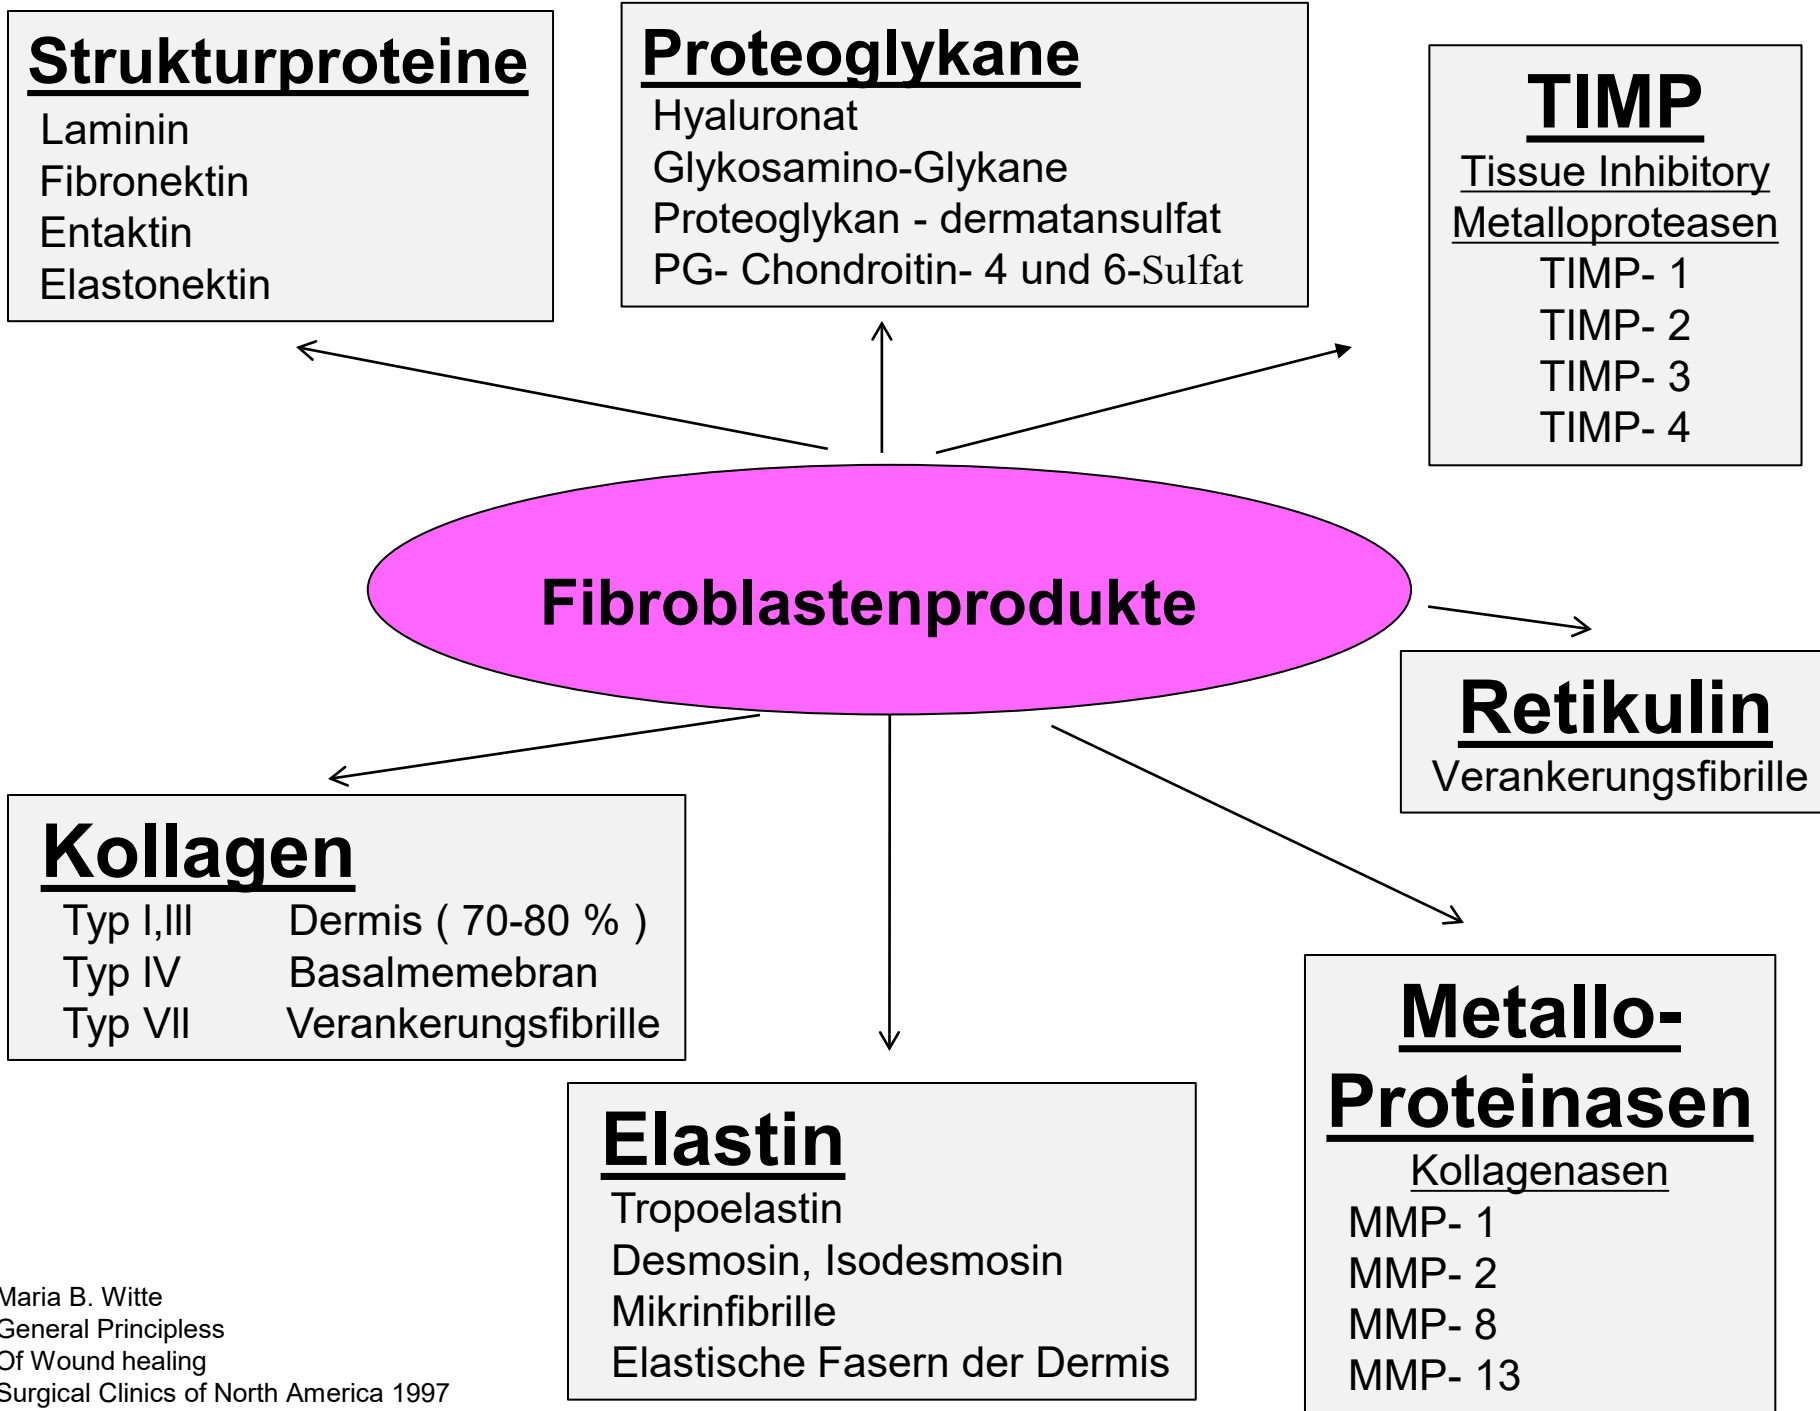 Strukturproteine
Laminin
Fibronektin
Entaktin
Elastonektin
Proteoglykane
Hyaluronat
Glykosamino-Glykane
Proteoglykan - dermatansulfat
PG- Chondroitin- 4 und 6-Sulfat
TIMP
Tissue Inhibitory
Metalloproteasen
TIMP- 1
TIMP- 2
TIMP- 3
TIMP- 4
Fibroblastenprodukte
Retikulin
Verankerungsfibrille
Kollagen
Typ I,III Dermis ( 70-80 % )
Typ IV Basalmemebran
Typ VII Verankerungsfibrille
Elastin
Tropoelastin
Desmosin, Isodesmosin
Mikrinfibrille
Elastische Fasern der Dermis
Metallo-
Proteinasen
Kollagenasen
MMP- 1
MMP- 2
MMP- 8
MMP- 13
Maria B. Witte
General Principless
Of Wound healing
Surgical Clinics of North America 1997